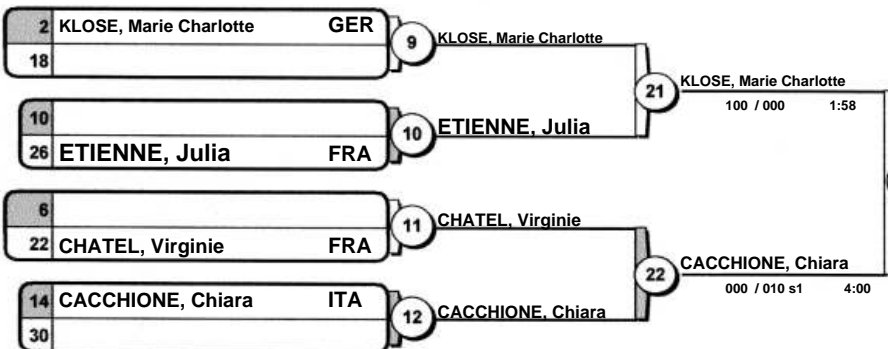 2 KLOSE, Marie Charlotte GER
18
9 KLOSE, Marie Charlotte
10
26 ETIENNE, Julia FRA
10 ETIENNE, Julia
21 KLOSE, Marie Charlotte
100 / 000 1:58
6
22 CHATEL, Virginie FRA
11 CHATEL, Virginie
14 CACCHIONE, Chiara ITA
30
12 CACCHIONE, Chiara
22 CACCHIONE, Chiara
000 / 010 s1 4:00